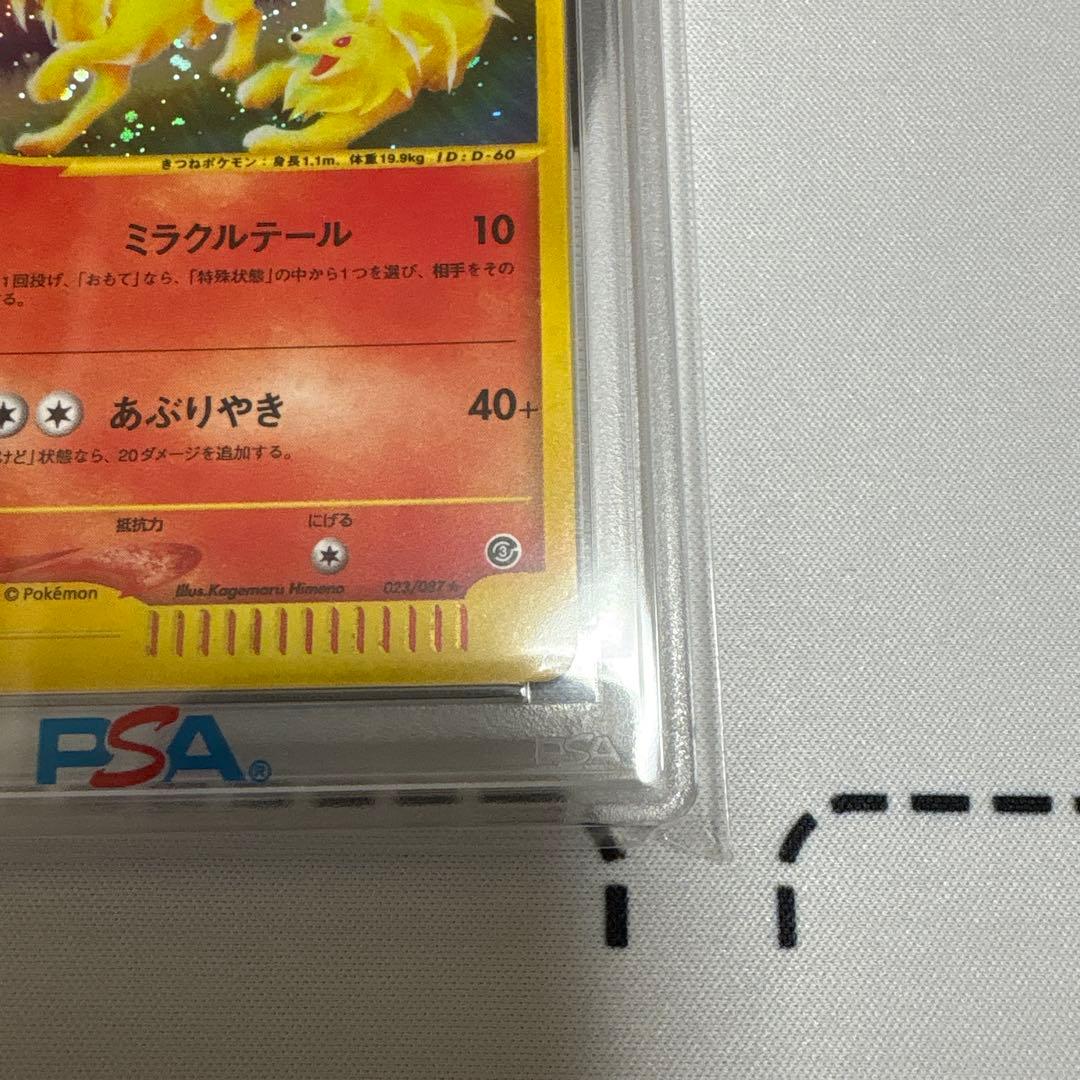 きつねポケモン：身長1.1m、体重19.9kg ID：D-60
ミラクルテール 10
1回投げ、「おもて」なら、「特殊状態」の中から1つを選び、相手をその
る。
あぶりやき 40+
けど」状態なら、20ダメージを追加する。
抵抗力 にげる
3
©Pokémon Illus.Kagemaru Himeno 023/087★
PSA®
PSA